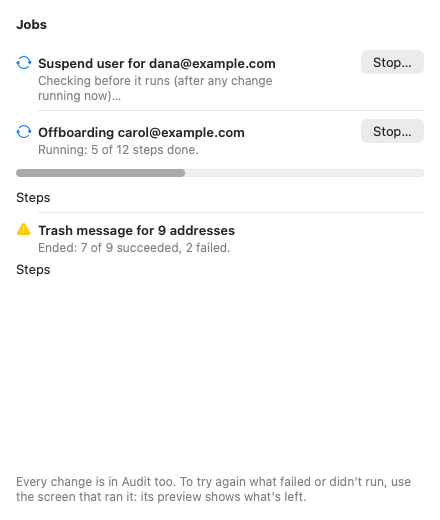 Jobs
Suspend user for dana@example.com
Stop...
Checking before it runs (after any change
running now)...
Offboarding carol@example.com
Stop...
Running: 5 of 12 steps done.
Steps
Trash message for 9 addresses
Ended: 7 of 9 succeeded, 2 failed.
Steps
Every change is in Audit too. To try again what failed or didn't run, use
the screen that ran it: its preview shows what's left.